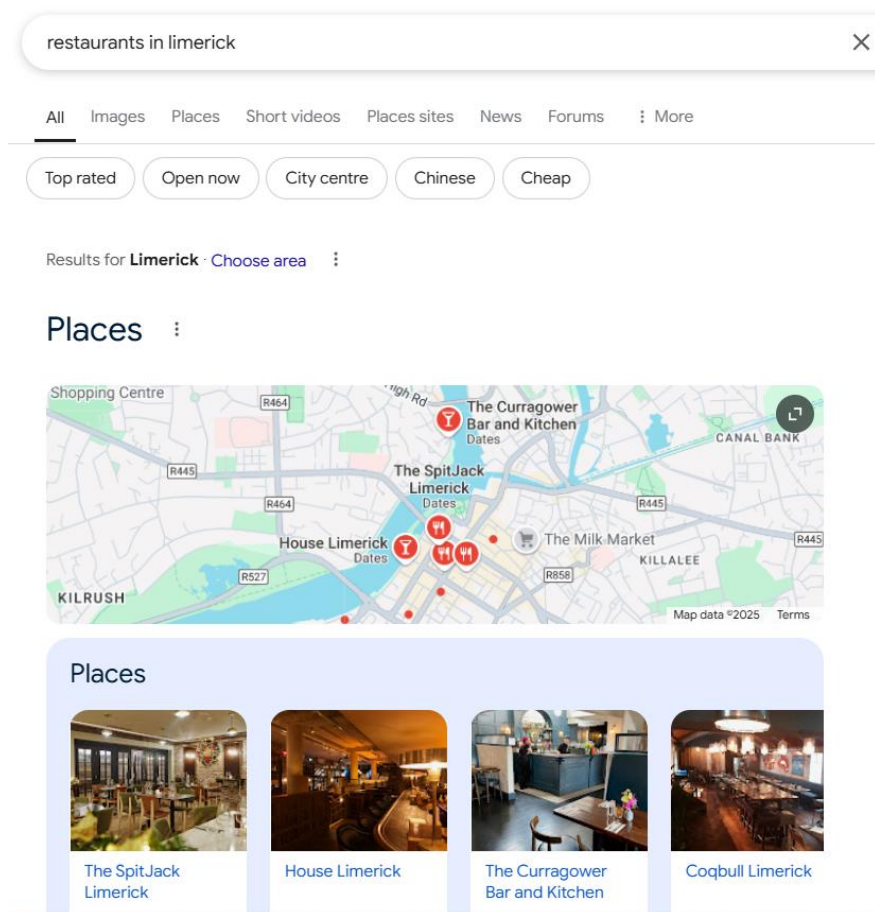 restaurants in limerick
All Images Places Short videos Places sites News Forums More
Top rated Open now City centre Chinese Cheap
Results for Limerick · Choose area
Places
Shopping Centre
High Rd
R464
The Curragower
Bar and Kitchen
Dates
CANAL BANK
R445
The SpitJack
Limerick
Dates
R464
R445
House Limerick
Dates
The Milk Market
R445
KILLALEE
R527
R858
KILRUSH
Map data ©2025 Terms
Places
The SpitJack
Limerick
House Limerick
The Curragower
Bar and Kitchen
Coqbull Limerick